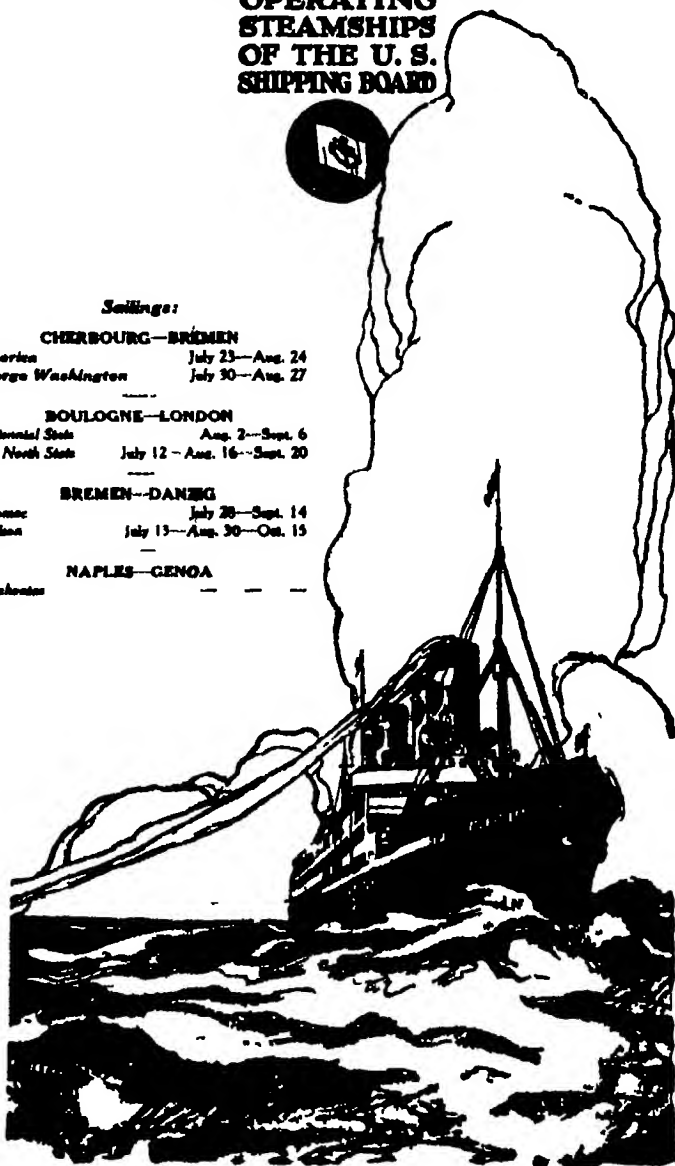 OPERATING
STEAMSHIPS
OF THE U. S.
SHIPPING BOARD
Sailings:
CHERBOURG—BREMEN
July 23—Aug. 24
Washington July 30—Aug. 27
BOULOGNE—LONDON
State Aug. 2—Sept. 6
North State July 12—Aug. 16—Sept. 20
BREMEN—DANZIG
July 28—Sept. 14
July 13—Aug. 30—Oct. 15
NAPLES—GENOA
— — —